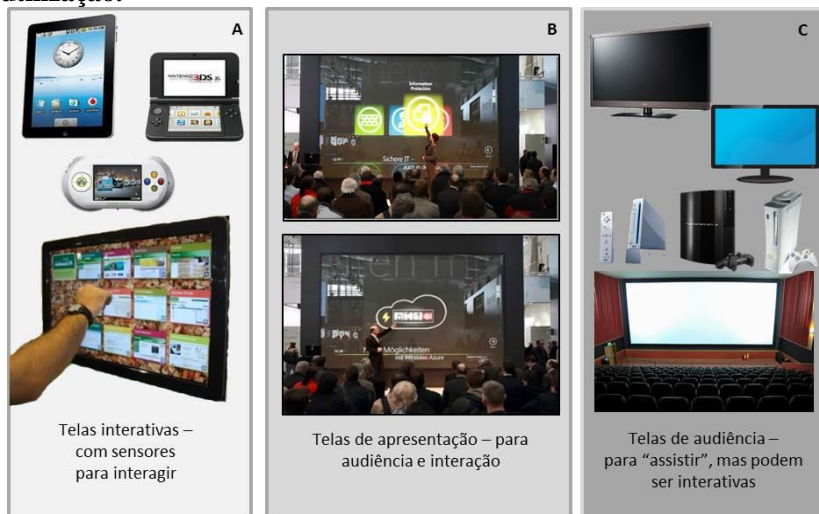 A
NINTENDO 3DS XL
Telas interativas –
com sensores
para interagir
B
Information
Protection
Sichere IT -
Möglichkeiten
mit Windows Azure
Telas de apresentação – para
audiência e interação
C
Telas de audiência –
para “assistir”, mas podem
ser interativas